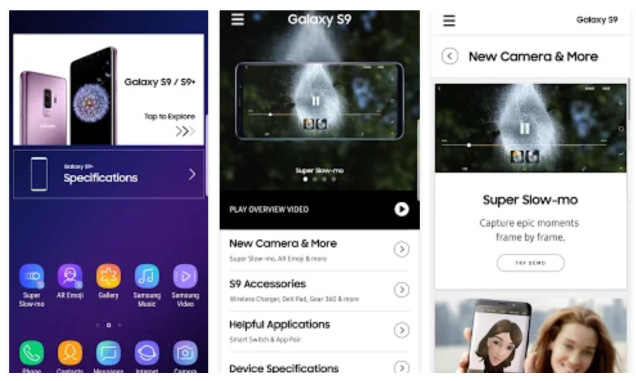 Galaxy S9 / S9+
Tap to Explore
Galaxy S9+
Specifications
Super
Slow-mo
AR Emoji
Gallery
Samsung
Music
Samsung
Video
Phone
Contacts
Messages
Internet
Camera
Galaxy S9
Super Slow-mo
PLAY OVERVIEW VIDEO
New Camera & More
Super Slow-mo, AR Emoji & more
S9 Accessories
Wireless Charger, DeX Pad, Gear 360 & more
Helpful Applications
Smart Switch & App Pair
Device Specifications
Galaxy S9
New Camera & More
Super Slow-mo
Capture epic moments
frame by frame.
TRY DEMO